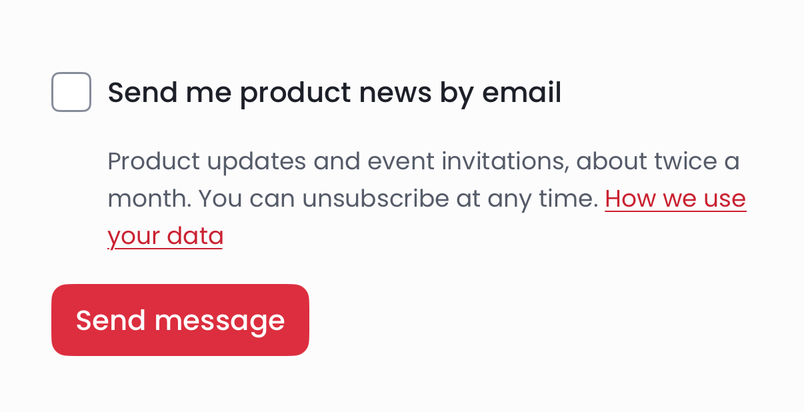 Send me product news by email
Product updates and event invitations, about twice a
month. You can unsubscribe at any time. How we use
your data
Send message